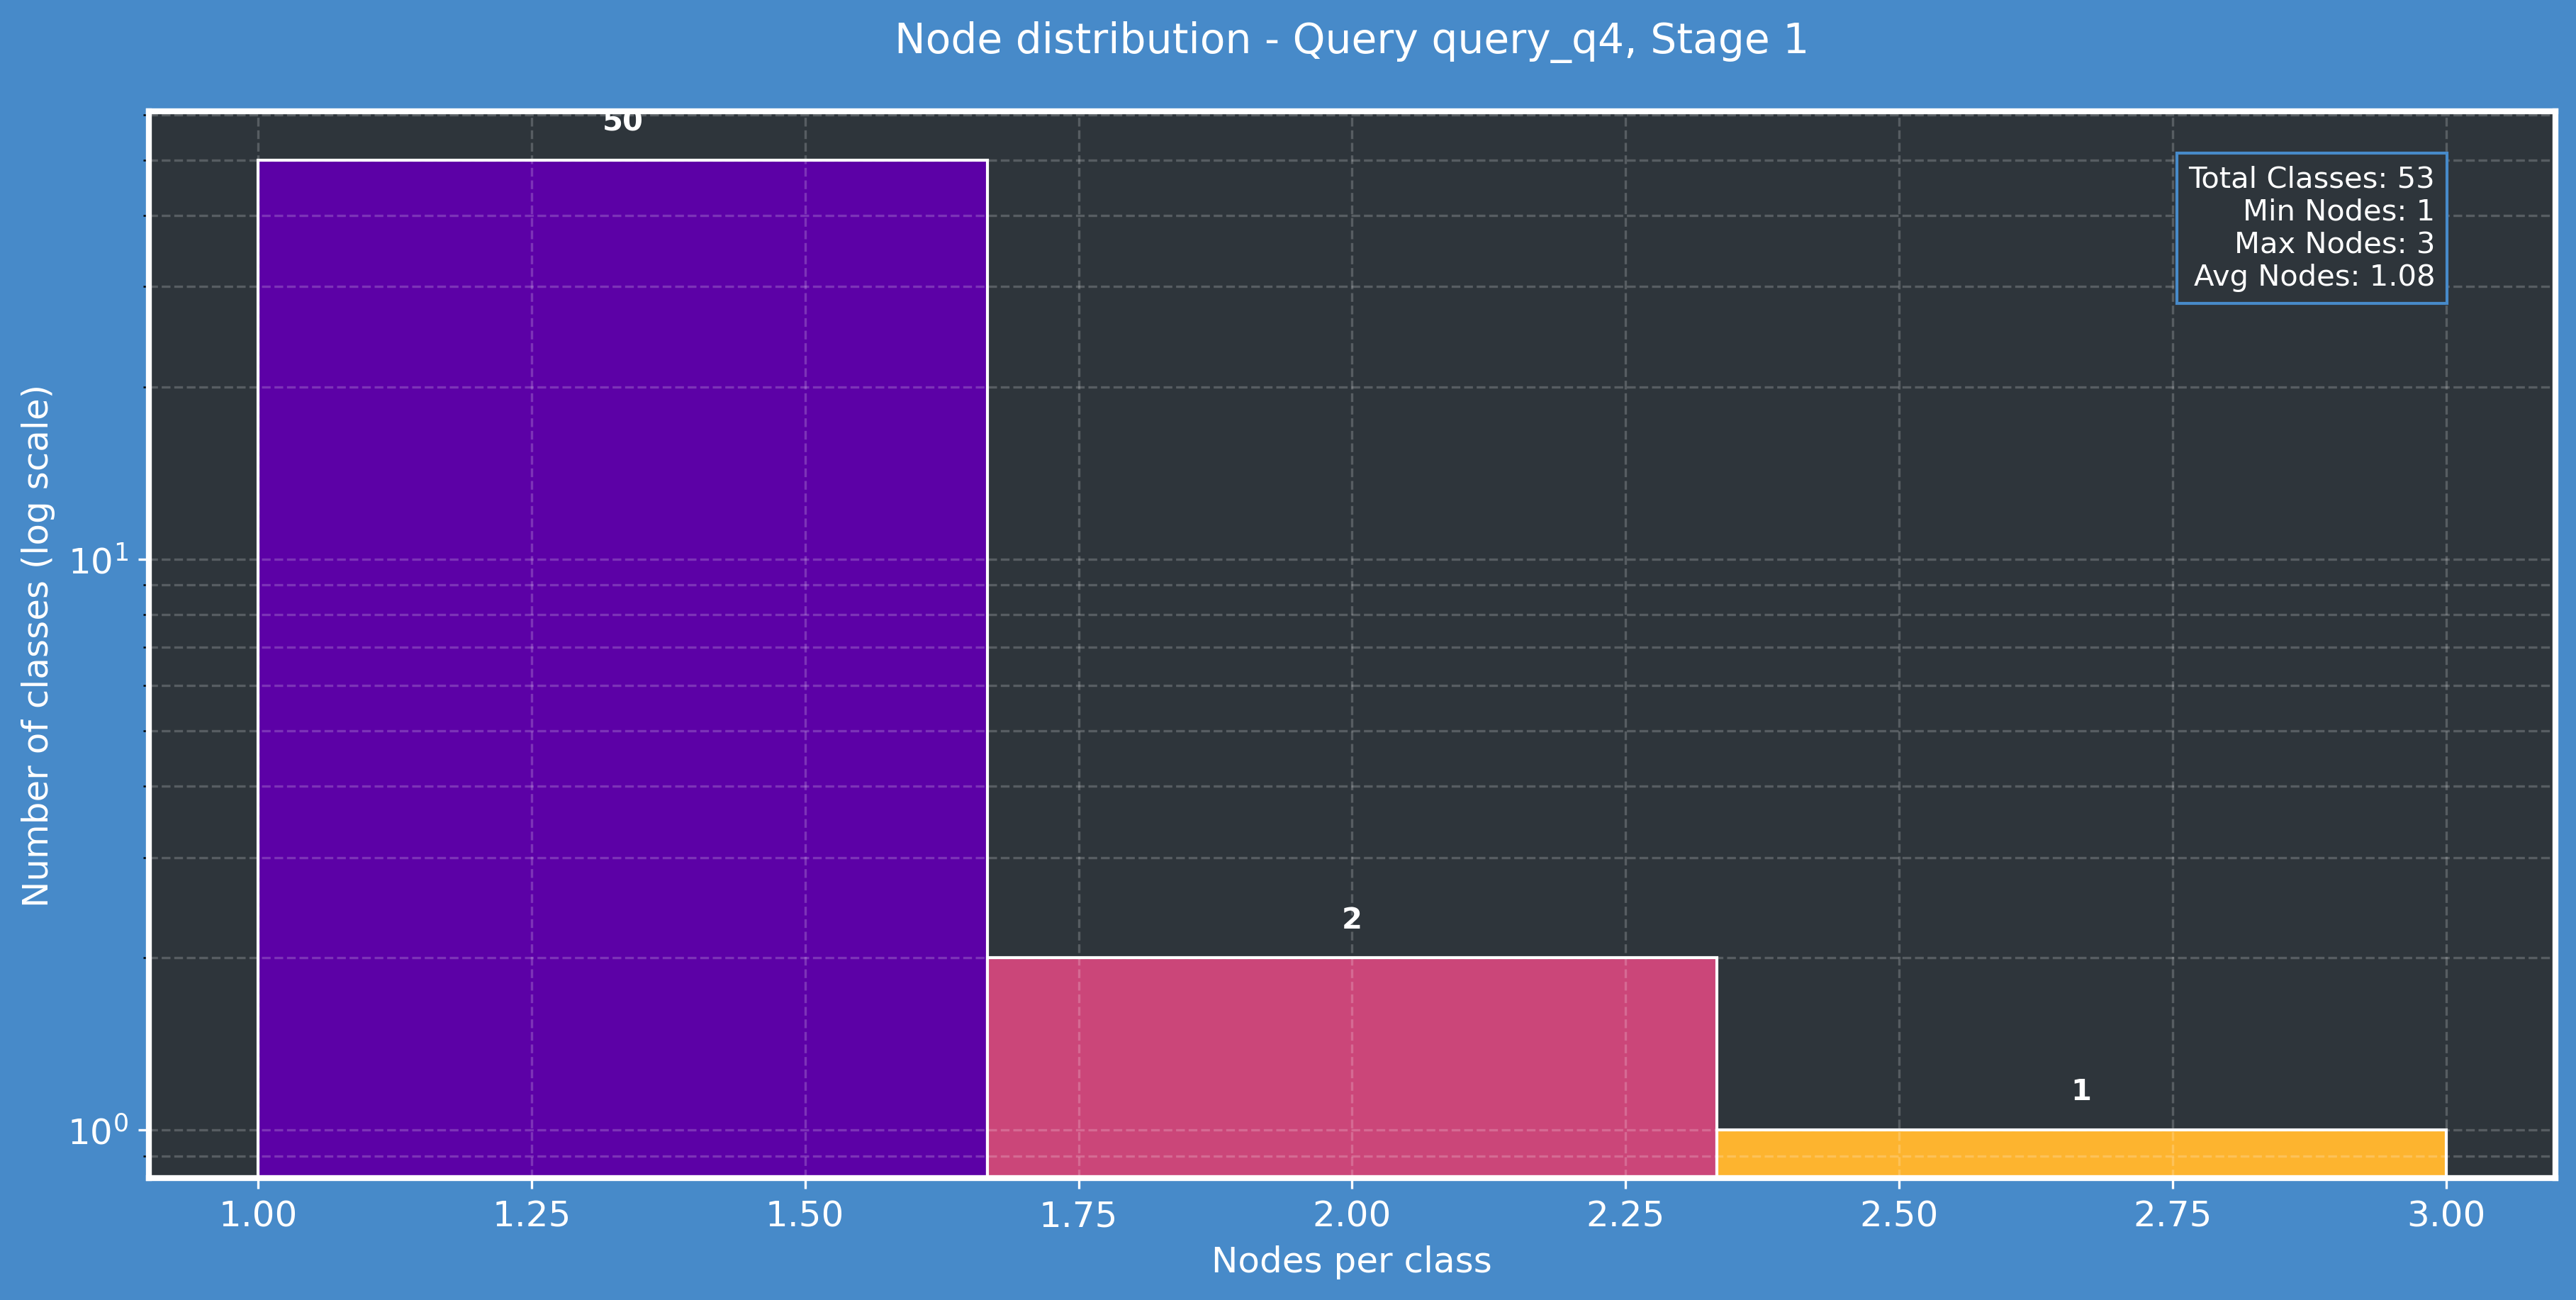 Node distribution - Query query_q4, Stage 1
50
Total Classes: 53
Min Nodes: 1
Max Nodes: 3
Avg Nodes: 1.08
Number of classes (log scale)
10¹
2
1
10⁰
1.00 1.25 1.50 1.75 2.00 2.25 2.50 2.75 3.00
Nodes per class